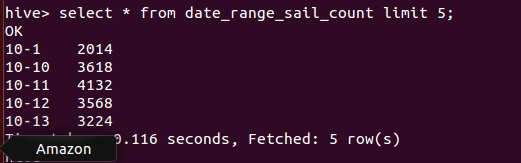 hive> select * from date_range_sail_count limit 5;
OK
10-1 2014
10-10 3618
10-11 4132
10-12 3568
10-13 3224
0.116 seconds, Fetched: 5 row(s)
Amazon